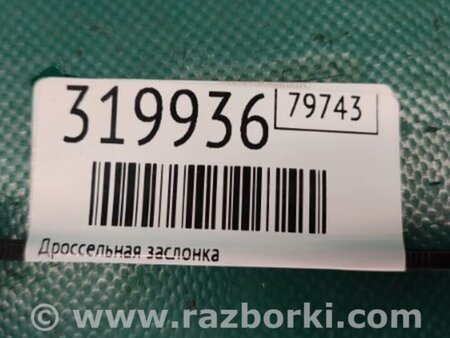 319936 79743
Дроссельная заслонка
© www.razborki.com